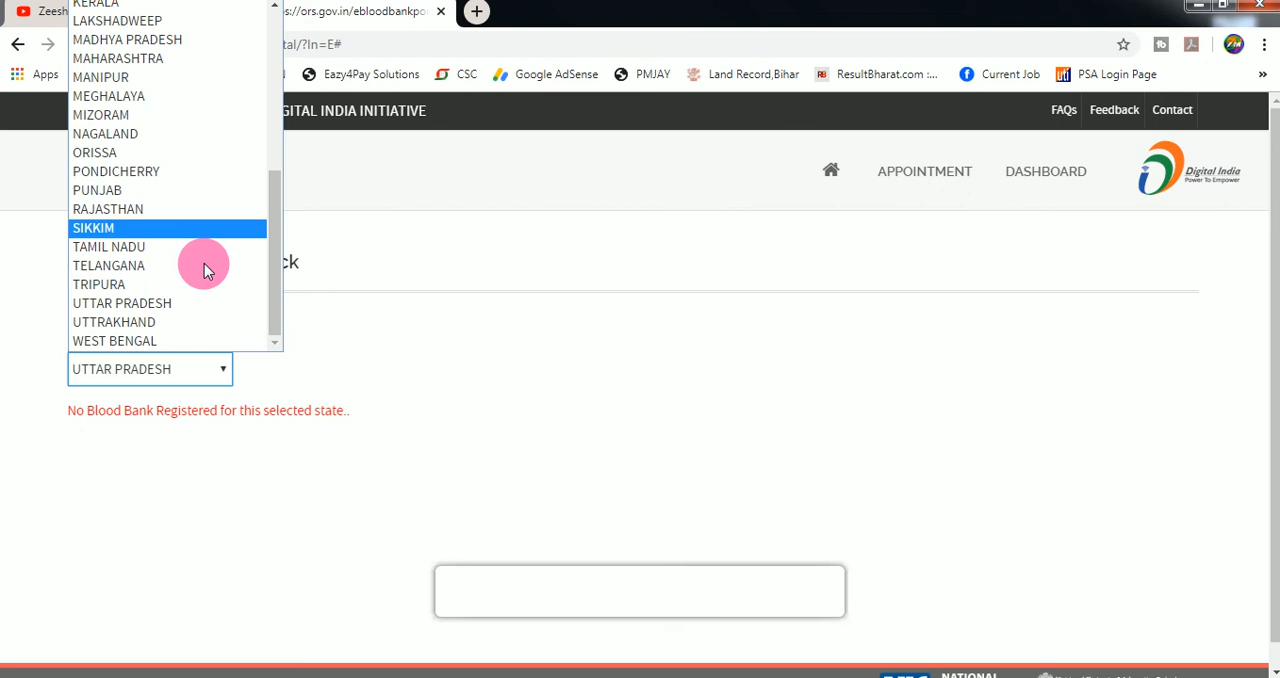 Zeesh
ps://ors.gov.in/ebloodbankpo
tal/?ln=E#
Apps
Eazy4Pay Solutions
CSC
Google AdSense
PMJAY
Land Record,Bihar
RB
ResultBharat.com :...
Current Job
PSA Login Page
»
GITAL INDIA INITIATIVE
FAQs
Feedback
Contact
APPOINTMENT
DASHBOARD
Digital India
Power To Empower
ck
KERALA
LAKSHADWEEP
MADHYA PRADESH
MAHARASHTRA
MANIPUR
MEGHALAYA
MIZORAM
NAGALAND
ORISSA
PONDICHERRY
PUNJAB
RAJASTHAN
SIKKIM
TAMIL NADU
TELANGANA
TRIPURA
UTTAR PRADESH
UTTRAKHAND
WEST BENGAL
UTTAR PRADESH
No Blood Bank Registered for this selected state..
NATIONAL